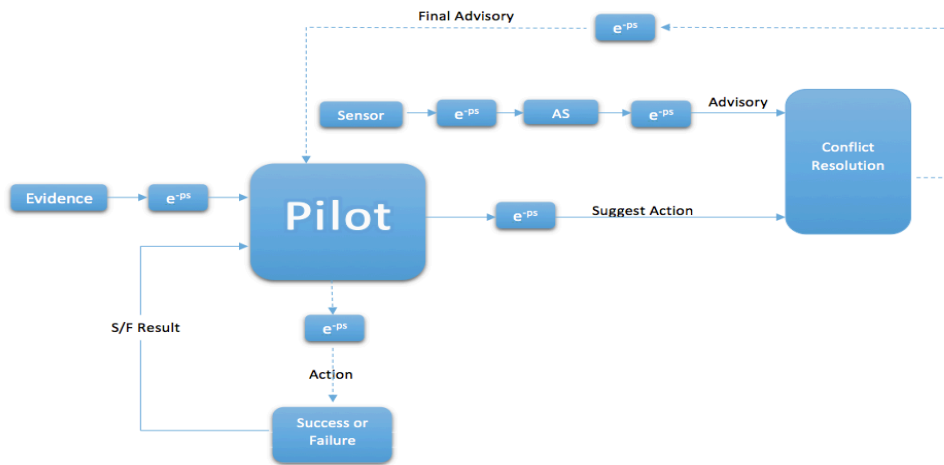 Final Advisory
e-ps
Sensor
e-ps
AS
e-ps
Advisory
Conflict
Resolution
Evidence
e-ps
Pilot
e-ps
Suggest Action
S/F Result
e-ps
Action
Success or
Failure